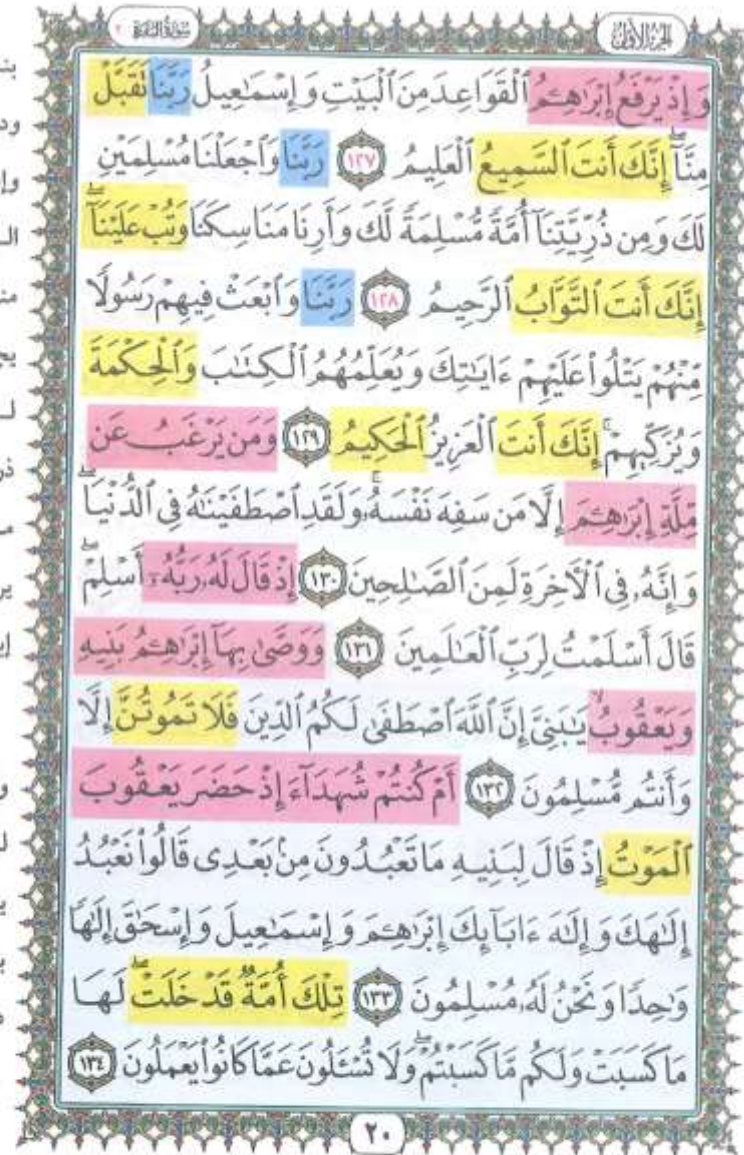 الجزء الأول
سورة البقرة ٢
وَإِذْ يَرْفَعُ إِبْرَٰهِـۧمُ ٱلْقَوَاعِدَ مِنَ ٱلْبَيْتِ وَإِسْمَـٰعِيلُ رَبَّنَا تَقَبَّلْ
مِنَّآ ۖ إِنَّكَ أَنتَ ٱلسَّمِيعُ ٱلْعَلِيمُ ﴿١٢٧﴾ رَبَّنَا وَٱجْعَلْنَا مُسْلِمَيْنِ
لَكَ وَمِن ذُرِّيَّتِنَآ أُمَّةً مُّسْلِمَةً لَّكَ وَأَرِنَا مَنَاسِكَنَا وَتُبْ عَلَيْنَآ ۖ
إِنَّكَ أَنتَ ٱلتَّوَّابُ ٱلرَّحِيمُ ﴿١٢٨﴾ رَبَّنَا وَٱبْعَثْ فِيهِمْ رَسُولًا
مِّنْهُمْ يَتْلُوا۟ عَلَيْهِمْ ءَايَـٰتِكَ وَيُعَلِّمُهُمُ ٱلْكِتَـٰبَ وَٱلْحِكْمَةَ
وَيُزَكِّيهِمْ ۚ إِنَّكَ أَنتَ ٱلْعَزِيزُ ٱلْحَكِيمُ ﴿١٢٩﴾ وَمَن يَرْغَبُ عَن
مِّلَّةِ إِبْرَٰهِـۧمَ إِلَّا مَن سَفِهَ نَفْسَهُۥ ۚ وَلَقَدِ ٱصْطَفَيْنَـٰهُ فِى ٱلدُّنْيَا ۖ
وَإِنَّهُۥ فِى ٱلْـَٔاخِرَةِ لَمِنَ ٱلصَّـٰلِحِينَ ﴿١٣٠﴾ إِذْ قَالَ لَهُۥ رَبُّهُۥٓ أَسْلِمْ ۖ
قَالَ أَسْلَمْتُ لِرَبِّ ٱلْعَـٰلَمِينَ ﴿١٣١﴾ وَوَصَّىٰ بِهَآ إِبْرَٰهِـۧمُ بَنِيهِ
وَيَعْقُوبُ يَـٰبَنِىَّ إِنَّ ٱللَّهَ ٱصْطَفَىٰ لَكُمُ ٱلدِّينَ فَلَا تَمُوتُنَّ إِلَّا
وَأَنتُم مُّسْلِمُونَ ﴿١٣٢﴾ أَمْ كُنتُمْ شُهَدَآءَ إِذْ حَضَرَ يَعْقُوبَ
ٱلْمَوْتُ إِذْ قَالَ لِبَنِيهِ مَا تَعْبُدُونَ مِنۢ بَعْدِى قَالُوا۟ نَعْبُدُ
إِلَـٰهَكَ وَإِلَـٰهَ ءَابَآئِكَ إِبْرَٰهِـۧمَ وَإِسْمَـٰعِيلَ وَإِسْحَـٰقَ إِلَـٰهًا
وَٰحِدًا وَنَحْنُ لَهُۥ مُسْلِمُونَ ﴿١٣٣﴾ تِلْكَ أُمَّةٌ قَدْ خَلَتْ ۖ لَهَا
مَا كَسَبَتْ وَلَكُم مَّا كَسَبْتُمْ ۖ وَلَا تُسْـَٔلُونَ عَمَّا كَانُوا۟ يَعْمَلُونَ ﴿١٣٤﴾
٢٠